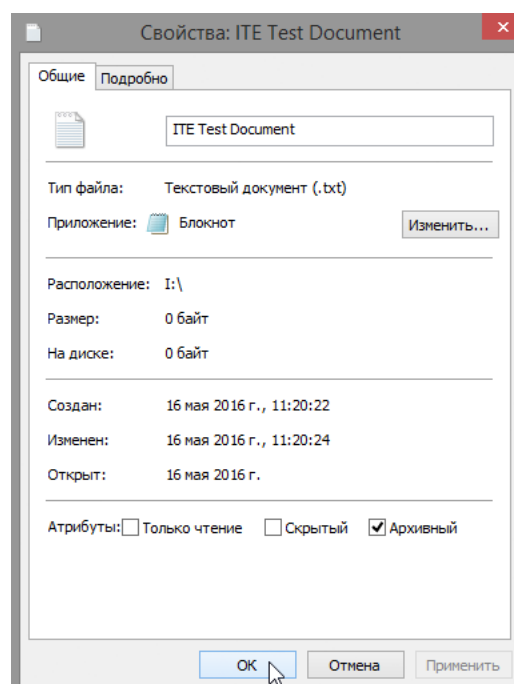 Свойства: ITE Test Document
Общие Подробно
ITE Test Document
Тип файла: Текстовый документ (.txt)
Приложение: Блокнот Изменить...
Расположение: I:\
Размер: 0 байт
На диске: 0 байт
Создан: 16 мая 2016 г., 11:20:22
Изменен: 16 мая 2016 г., 11:20:24
Открыт: 16 мая 2016 г.
Атрибуты: Только чтение Скрытый Архивный
ОК Отмена Применить